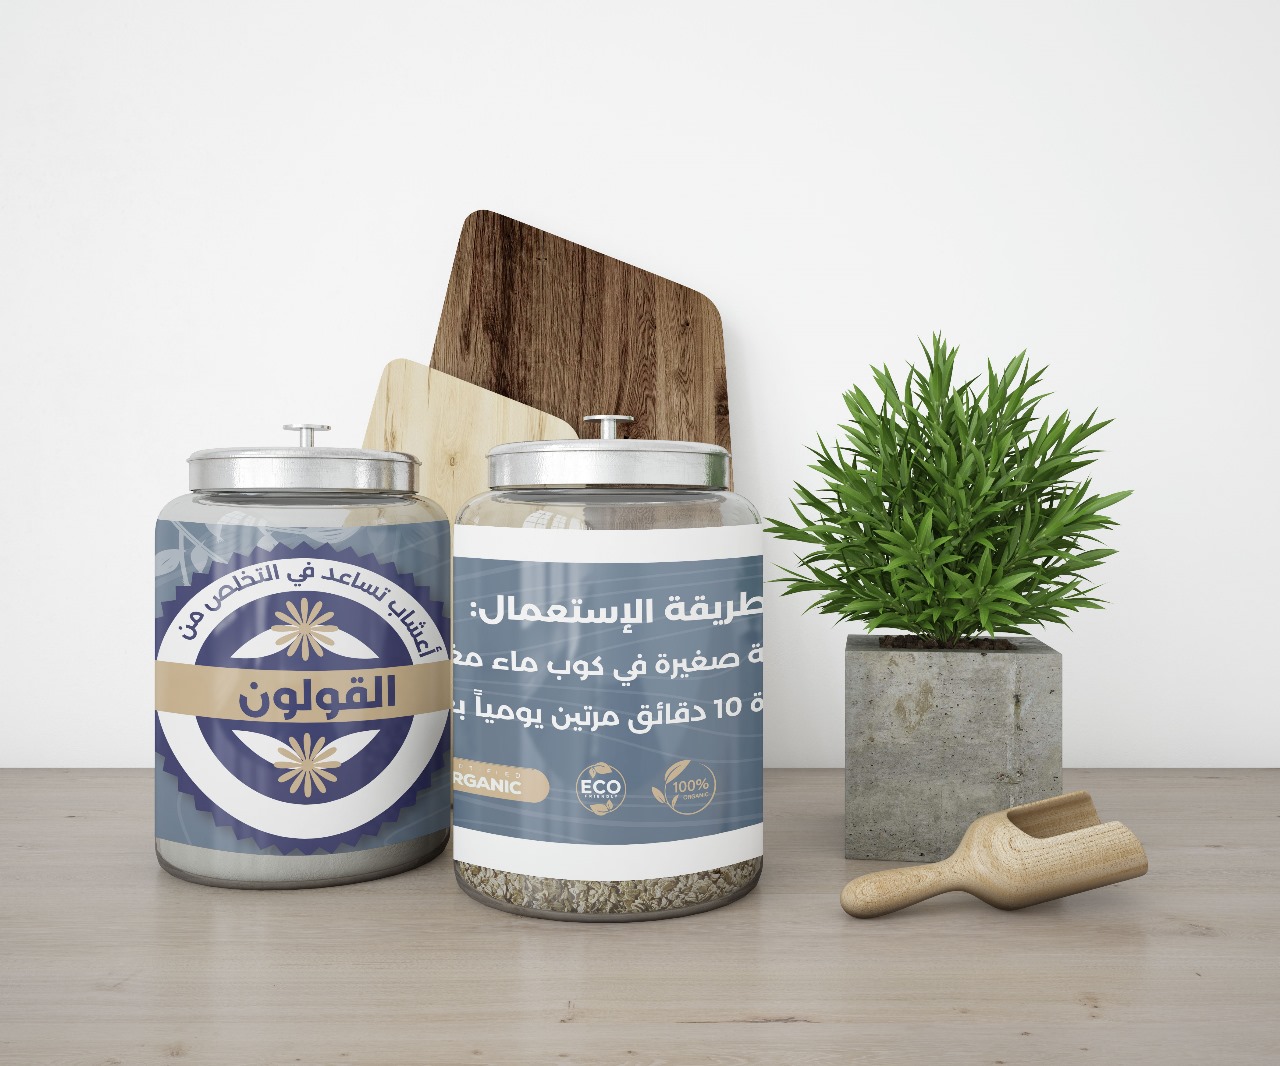 أعشاب تساعد في التخلص من
القولون
طريقة الإستعمال:
صغيرة في كوب ماء
10 دقائق مرتين يومياً
ECO
FRIENDLY
100%
ORGANIC